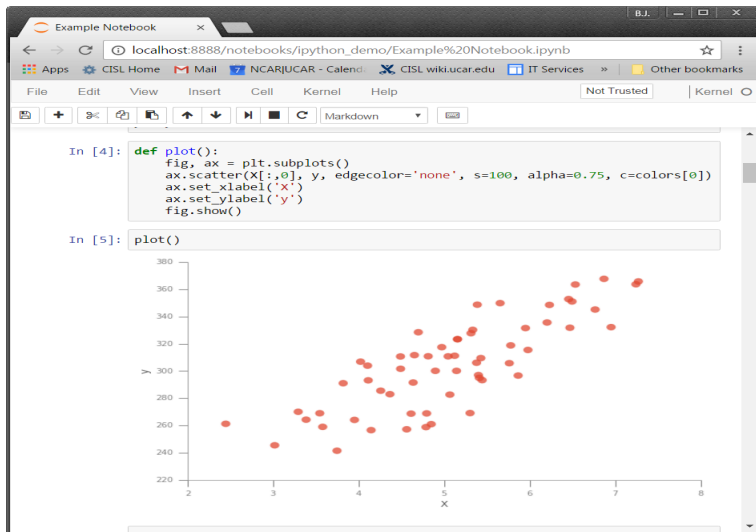 B.J.
Example Notebook
localhost:8888/notebooks/ipython_demo/Example%20Notebook.ipynb
Apps CISL Home Mail 7 NCAR|UCAR - Calend CISL wiki.ucar.edu IT Services » Other bookmarks
File Edit View Insert Cell Kernel Help Not Trusted Kernel
Markdown
In [4]: def plot():
fig, ax = plt.subplots()
ax.scatter(X[:,0], y, edgecolor='none', s=100, alpha=0.75, c=colors[0])
ax.set_xlabel('X')
ax.set_ylabel('y')
fig.show()
In [5]: plot()
380
360
340
320
300
280
260
240
220
y
2 3 4 5 6 7 8
X